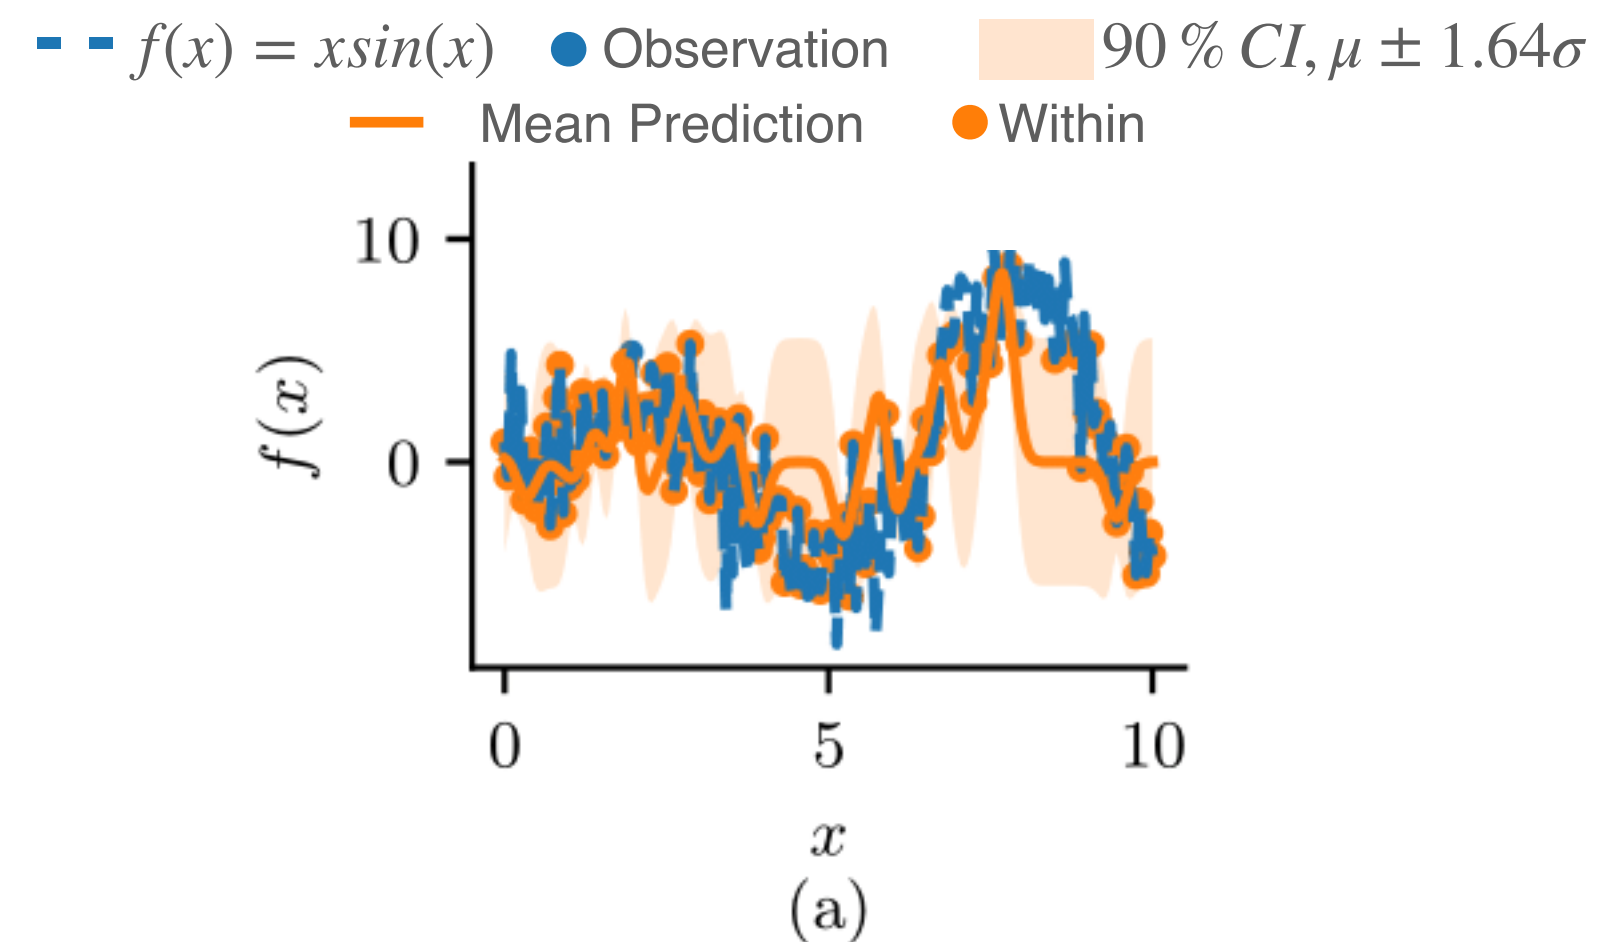 f(x) = xsin(x) Observation 90 % CI, μ ± 1.64σ
Mean Prediction Within
10
0
f(x)
0 5 10
x
(a)